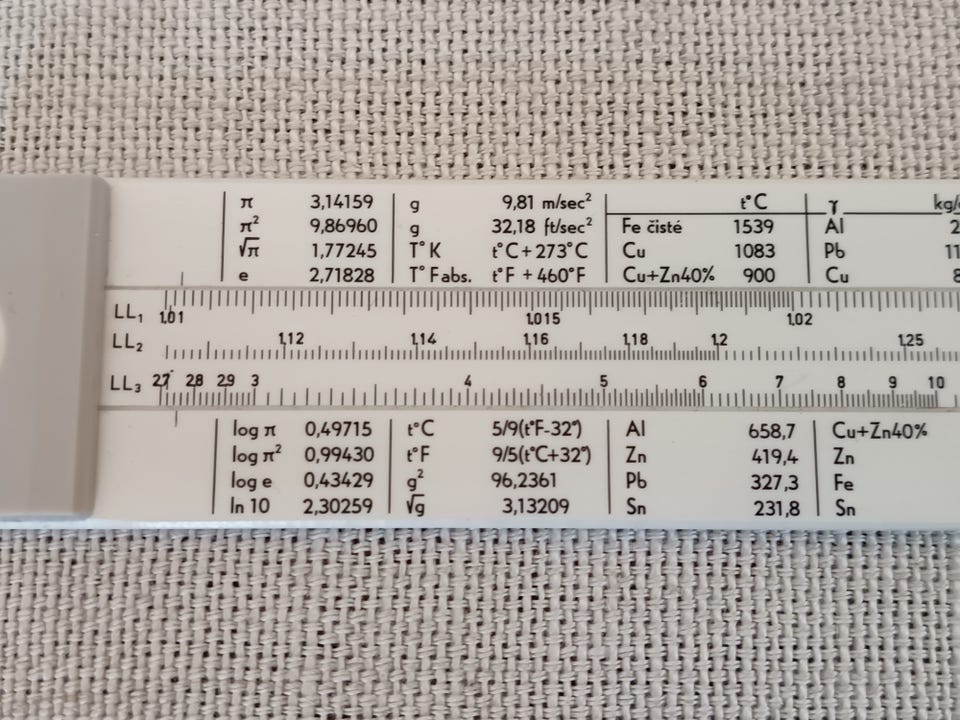 π 3,14159 g 9,81 m/sec² t°C γ kg/
π² 9,86960 g 32,18 ft/sec² Fe čisté 1539 Al 2
√π 1,77245 T°K t°C+273°C Cu 1083 Pb 11
e 2,71828 T°Fabs. t°F+460°F Cu+Zn40% 900 Cu 8
LL₁ 1,01 1,015 1,02
LL₂ 1,12 1,14 1,16 1,18 1,2 1,25
LL₃ 2,7 2,8 2,9 3 4 5 6 7 8 9 10
log π 0,49715 t°C 5/9(t°F-32°) Al 658,7 Cu+Zn40%
log π² 0,99430 t°F 9/5(t°C+32°) Zn 419,4 Zn
log e 0,43429 g² 96,2361 Pb 327,3 Fe
ln 10 2,30259 √g 3,13209 Sn 231,8 Sn